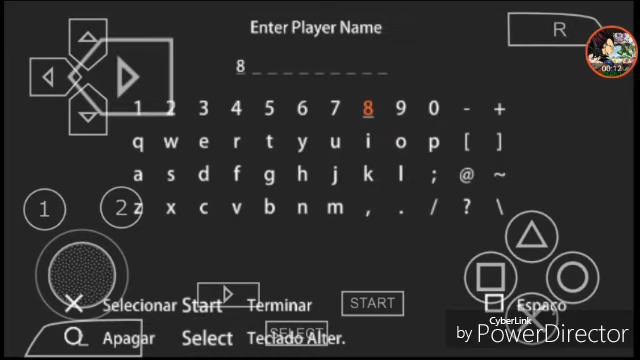 Enter Player Name
R
8_ _ _ _ _ _ _ _ _
00:12
1 2 3 4 5 6 7 8 9 0 - +
q w e r t y u i o p [ ]
a s d f g h j k l ; @ ~
1 2 z x c v b n m , . / ? \
Selecionar Start Terminar START Espaço
Apagar Select Teclado Alter. SELECT
CyberLink
by PowerDirector